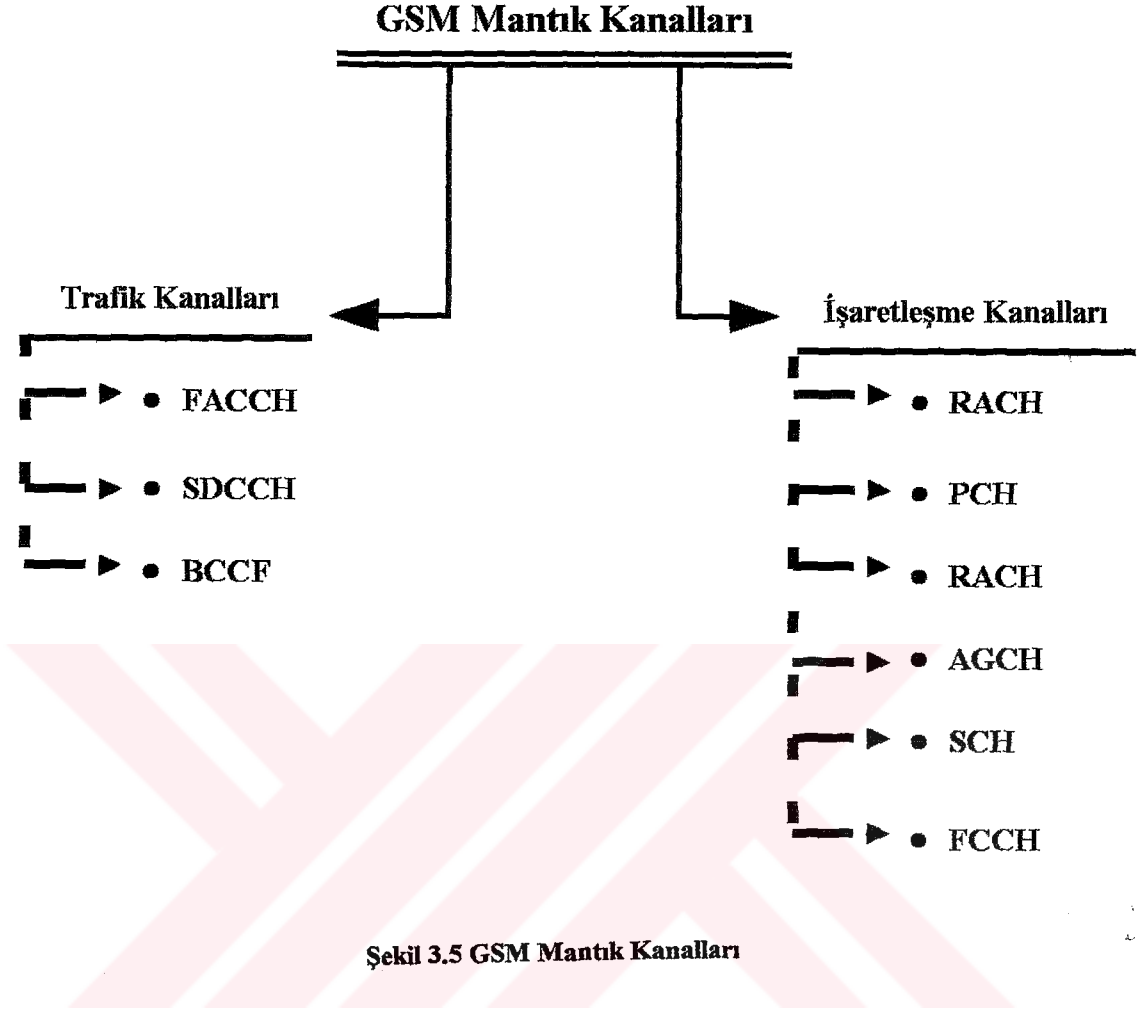 GSM Mantık Kanalları
Trafik Kanalları
• FACCH
• SDCCH
• BCCF
İşaretleşme Kanalları
• RACH
• PCH
• RACH
• AGCH
• SCH
• FCCH
Şekil 3.5 GSM Mantık Kanalları